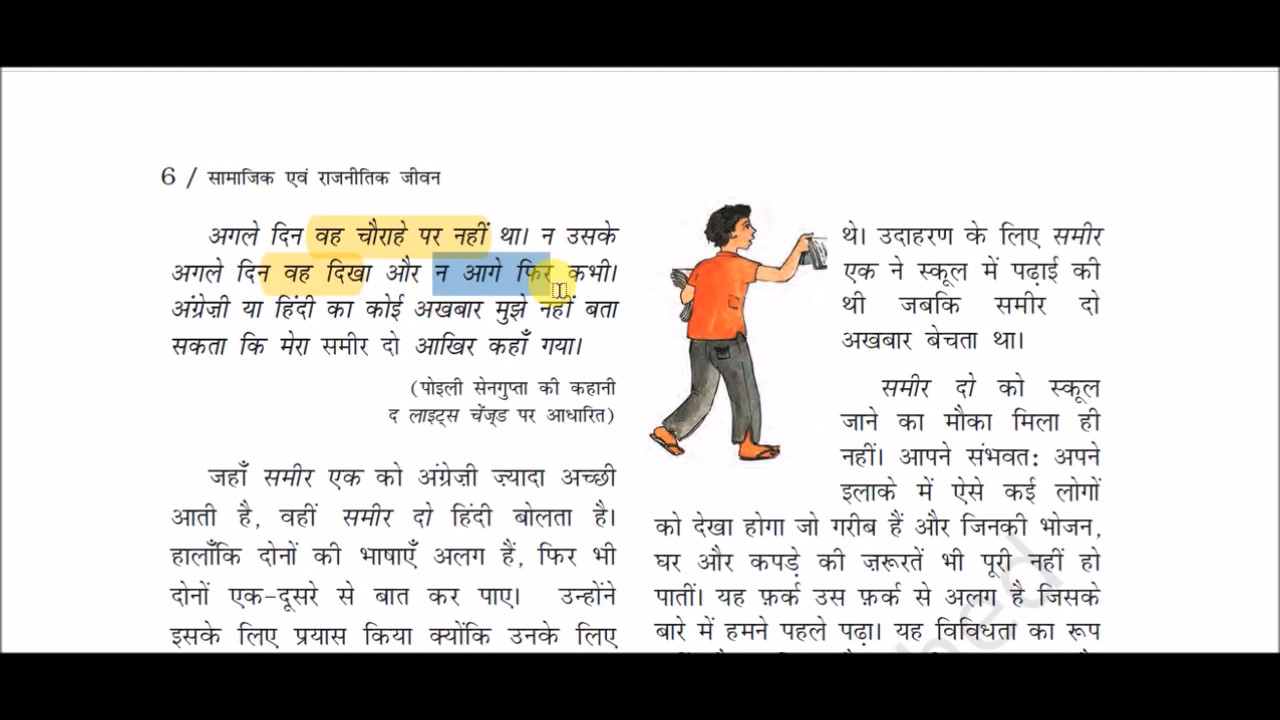 6 / सामाजिक एवं राजनीतिक जीवन
अगले दिन वह चौराहे पर नहीं था। न उसके
अगले दिन वह दिखा और न आगे फिर कभी।
अंग्रेज़ी या हिंदी का कोई अखबार मुझे नहीं बता
सकता कि मेरा समीर दो आखिर कहाँ गया।
(पोइली सेनगुप्ता की कहानी
द लाइट्स चेंज्ड पर आधारित)
जहाँ समीर एक को अंग्रेज़ी ज़्यादा अच्छी
आती है, वहीं समीर दो हिंदी बोलता है।
हालाँकि दोनों की भाषाएँ अलग हैं, फिर भी
दोनों एक-दूसरे से बात कर पाए। उन्होंने
इसके लिए प्रयास किया क्योंकि उनके लिए
थे। उदाहरण के लिए समीर
एक ने स्कूल में पढ़ाई की
थी जबकि समीर दो
अखबार बेचता था।
समीर दो को स्कूल
जाने का मौका मिला ही
नहीं। आपने संभवत: अपने
इलाके में ऐसे कई लोगों
को देखा होगा जो गरीब हैं और जिनकी भोजन,
घर और कपड़े की ज़रूरतें भी पूरी नहीं हो
पातीं। यह फ़र्क उस फ़र्क से अलग है जिसके
बारे में हमने पहले पढ़ा। यह विविधता का रूप